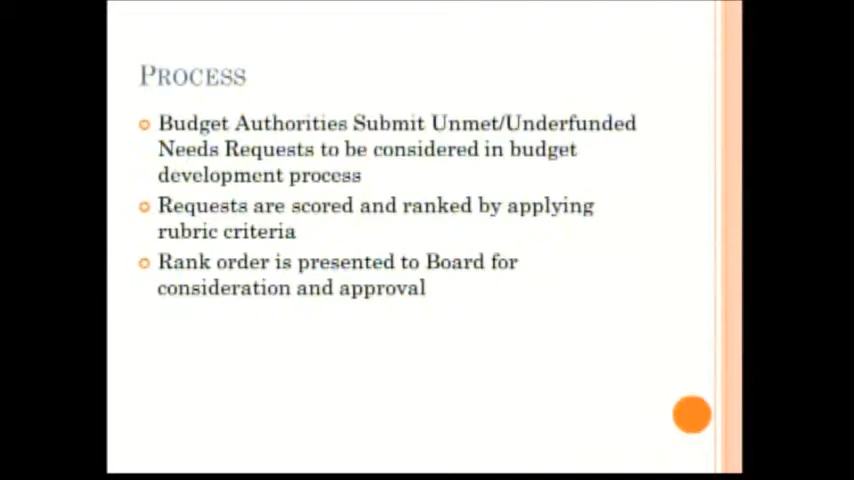 PROCESS
Budget Authorities Submit Unmet/Underfunded
Needs Requests to be considered in budget
development process
Requests are scored and ranked by applying
rubric criteria
Rank order is presented to Board for
consideration and approval